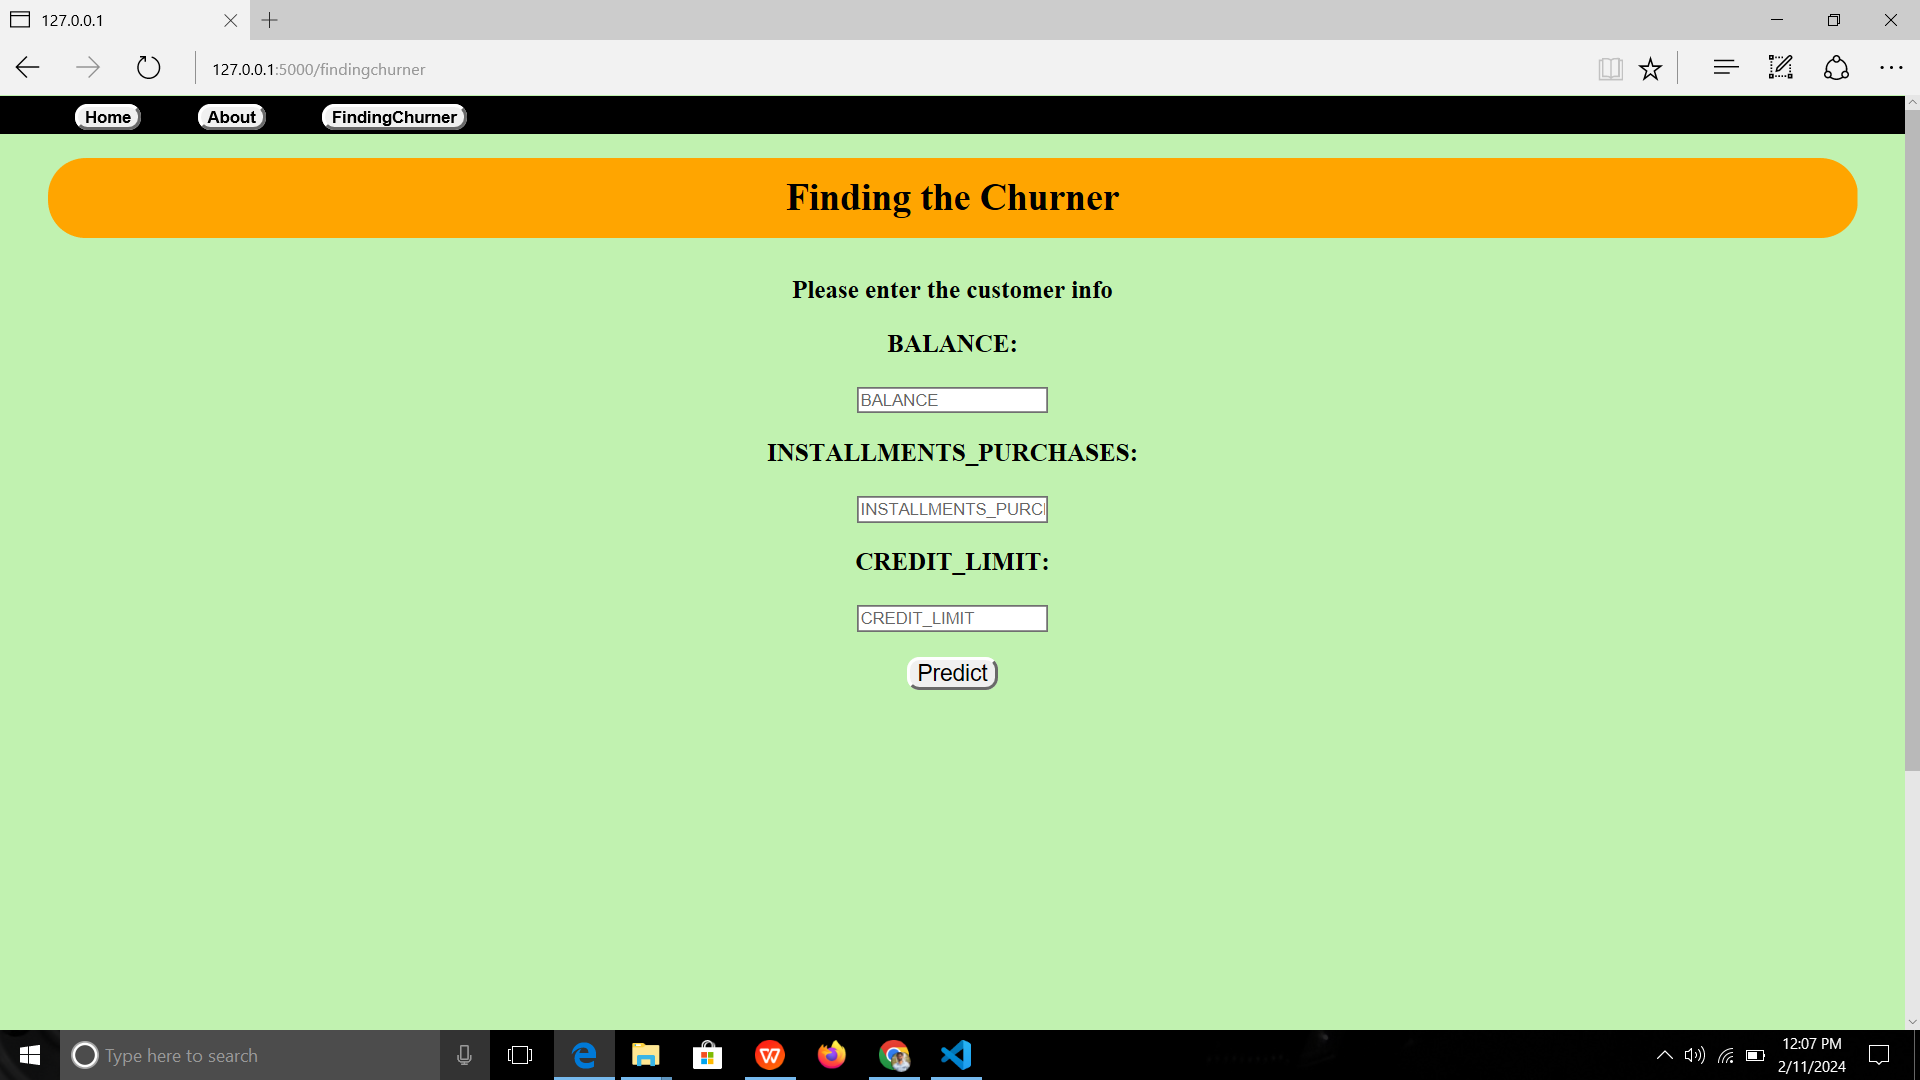 127.0.0.1
127.0.0.1:5000/findingchurner
Home About FindingChurner
Finding the Churner
Please enter the customer info
BALANCE:
BALANCE
INSTALLMENTS_PURCHASES:
INSTALLMENTS_PURC
CREDIT_LIMIT:
CREDIT_LIMIT
Predict
Type here to search
12:07 PM
2/11/2024